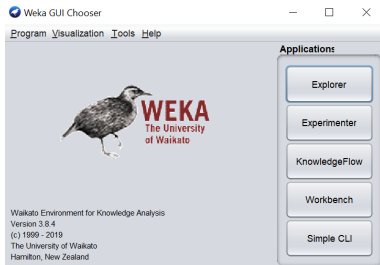 Weka GUI Chooser
Program Visualization Tools Help
Applications
WEKA
The University
of Waikato
Explorer
Experimenter
KnowledgeFlow
Workbench
Simple CLI
Waikato Environment for Knowledge Analysis
Version 3.8.4
(c) 1999 - 2019
The University of Waikato
Hamilton, New Zealand